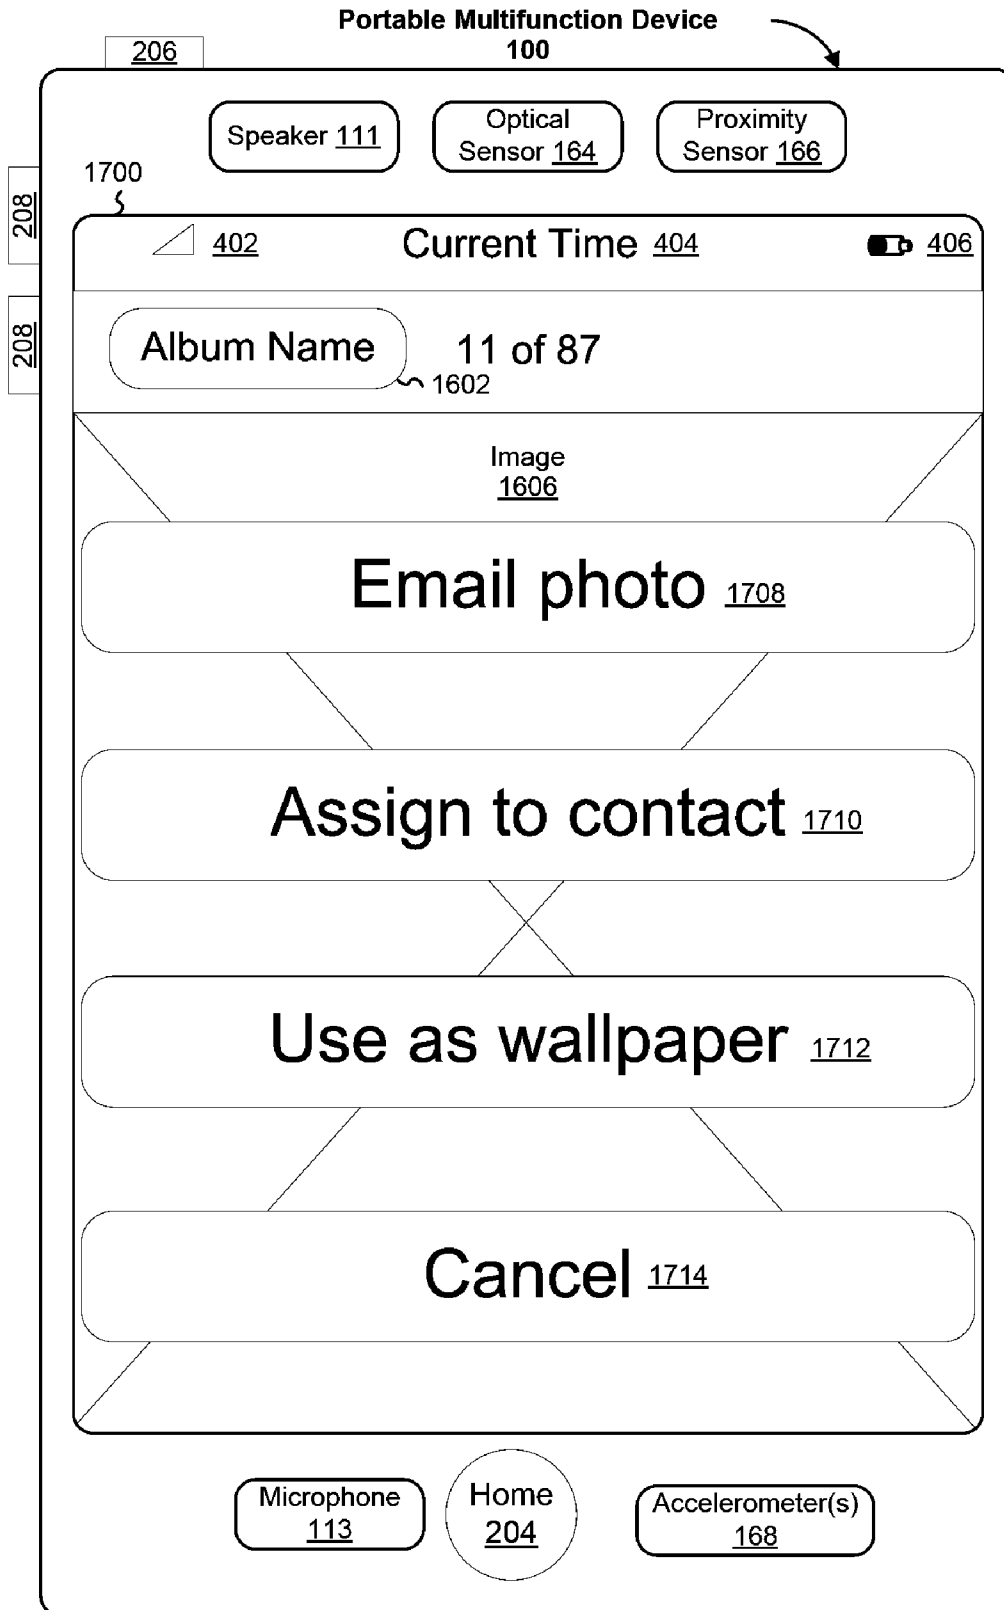 Portable Multifunction Device
100
206
Speaker 111
Optical
Sensor 164
Proximity
Sensor 166
1700
208
402
Current Time 404
406
208
Album Name
11 of 87
1602
Image
1606
Email photo 1708
Assign to contact 1710
Use as wallpaper 1712
Cancel 1714
Microphone
113
Home
204
Accelerometer(s)
168